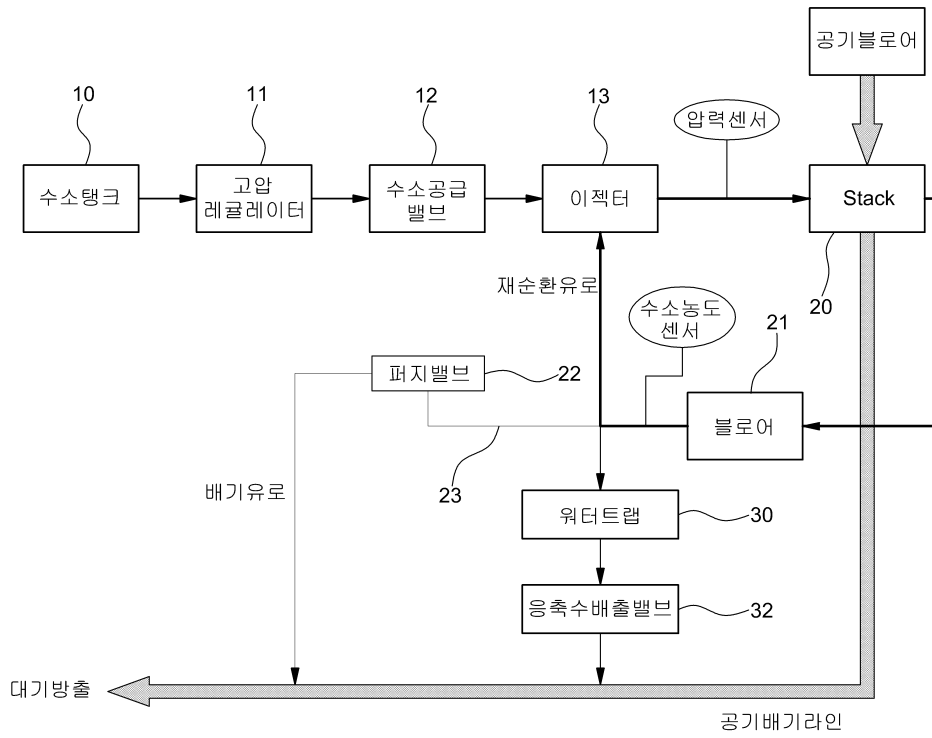 공기블로어
10
11
12
13
압력센서
수소탱크
고압
레귤레이터
수소공급
밸브
이젝터
Stack
재순환유로
20
수소농도
센서
21
퍼지밸브
22
블로어
23
배기유로
워터트랩
30
응축수배출밸브
32
대기방출
공기배기라인